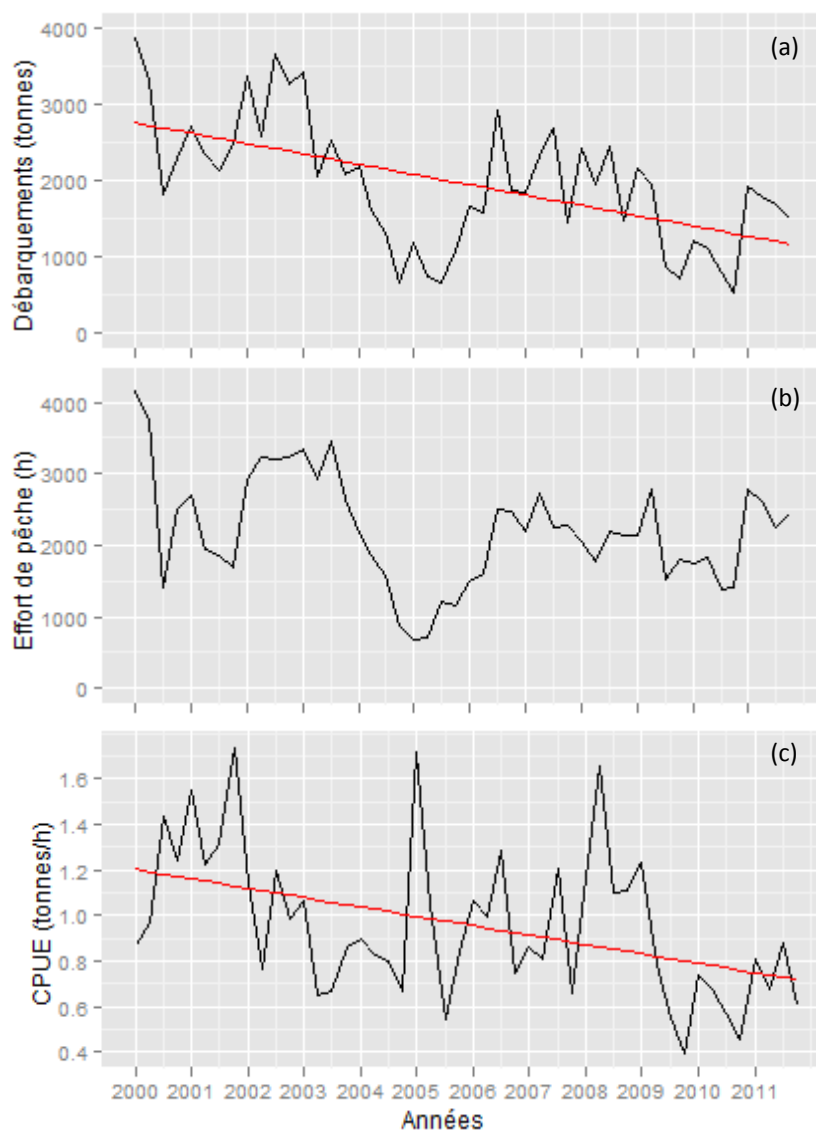 (a)
Débarquements (tonnes)
4000
3000
2000
1000
0
(b)
Effort de pêche (h)
4000
3000
2000
1000
0
(c)
CPUE (tonnes/h)
1.6
1.4
1.2
1.0
0.8
0.6
0.4
2000 2001 2002 2003 2004 2005 2006 2007 2008 2009 2010 2011
Années